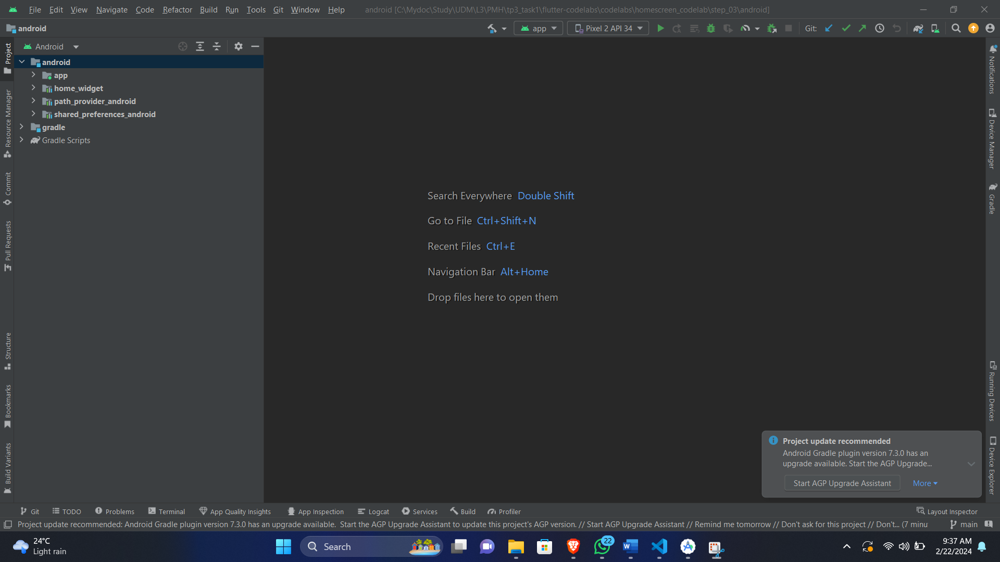 File Edit View Navigate Code Refactor Build Run Tools Git Window Help android [C:\Mydoc\Study\UDM\L3\PMH\tp3_task1\flutter-codelabs\codelabs\homescreen_codelab\step_03\android]
android app Pixel 2 API 34 Git:
Project
Resource Manager
Commit
Pull Requests
Structure
Bookmarks
Build Variants
Android
android
app
home_widget
path_provider_android
shared_preferences_android
gradle
Gradle Scripts
Search Everywhere Double Shift
Go to File Ctrl+Shift+N
Recent Files Ctrl+E
Navigation Bar Alt+Home
Drop files here to open them
Notifications
Device Manager
Gradle
Running Devices
Device Explorer
Project update recommended
Android Gradle plugin version 7.3.0 has an
upgrade available. Start the AGP Upgrade...
Start AGP Upgrade Assistant More
Git TODO Problems Terminal App Quality Insights App Inspection Logcat Services Build Profiler Layout Inspector
Project update recommended: Android Gradle plugin version 7.3.0 has an upgrade available. Start the AGP Upgrade Assistant to update this project's AGP version. // Start AGP Upgrade Assistant // Remind me tomorrow // Don't ask for this project // Don't... (7 minu main
24°C
Light rain
Search
22
9:37 AM
2/22/2024